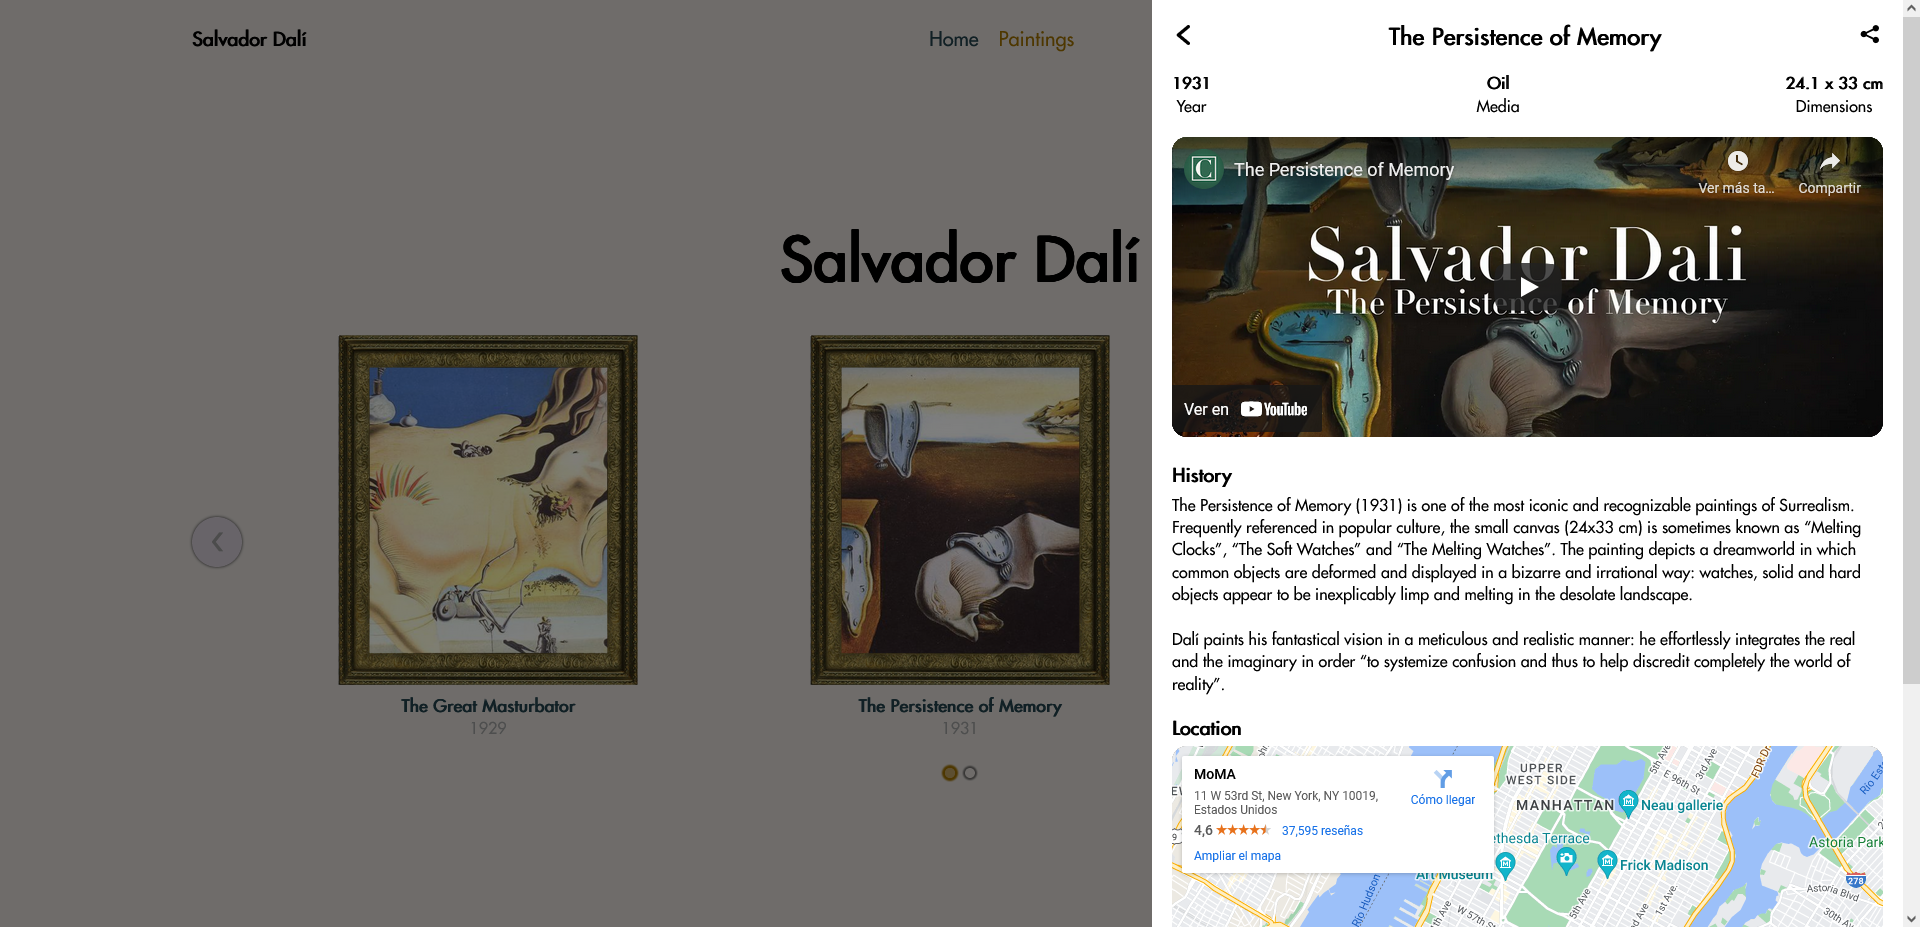 Salvador Dalí
Home Paintings
Salvador Dalí
The Great Masturbator
1929
The Persistence of Memory
1931
The Persistence of Memory
1931 Oil 24.1 x 33 cm
Year Media Dimensions
C The Persistence of Memory
Ver más ta... Compartir
Salvador Dali
The Persistence of Memory
Ver en YouTube
History
The Persistence of Memory (1931) is one of the most iconic and recognizable paintings of Surrealism.
Frequently referenced in popular culture, the small canvas (24x33 cm) is sometimes known as “Melting
Clocks”, “The Soft Watches” and “The Melting Watches”. The painting depicts a dreamworld in which
common objects are deformed and displayed in a bizarre and irrational way: watches, solid and hard
objects appear to be inexplicably limp and melting in the desolate landscape.
Dalí paints his fantastical vision in a meticulous and realistic manner: he effortlessly integrates the real
and the imaginary in order “to systemize confusion and thus to help discredit completely the world of
reality”.
Location
MoMA
11 W 53rd St, New York, NY 10019,
Estados Unidos
4,6 37,595 reseñas
Ampliar el mapa
Cómo llegar
UPPER
WEST SIDE
MANHATTAN
5th Ave
E 96th St
3rd Ave
FDR Dr
Río Est
Neau gallerie
ethesda Terrace
Astoria Park
Art Museum
Frick Madison
278
Astoria Blvd
Río Hudson
W 57th St
5th Ave
1st Ave
30th Ave